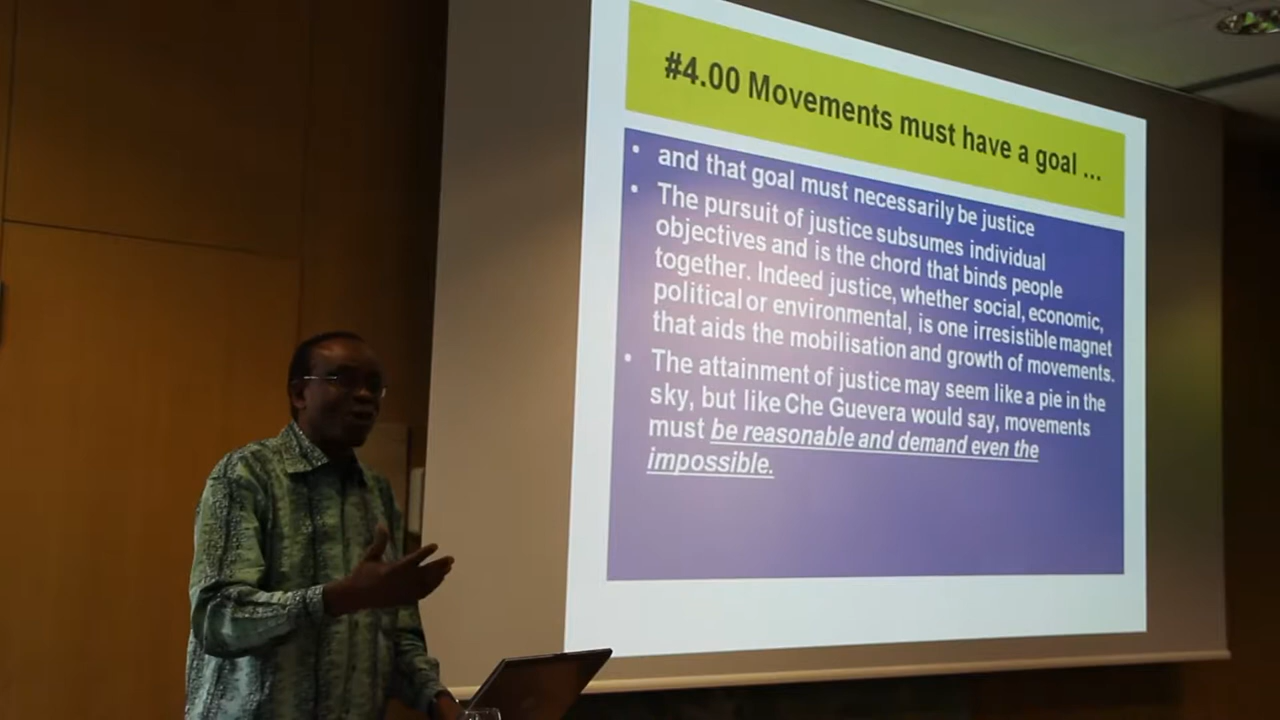 #4.00 Movements must have a goal ...
• and that goal must necessarily be justice
• The pursuit of justice subsumes individual
objectives and is the chord that binds people
together. Indeed justice, whether social, economic,
political or environmental, is one irresistible magnet
that aids the mobilisation and growth of movements.
• The attainment of justice may seem like a pie in the
sky, but like Che Guevera would say, movements
must be reasonable and demand even the
impossible.